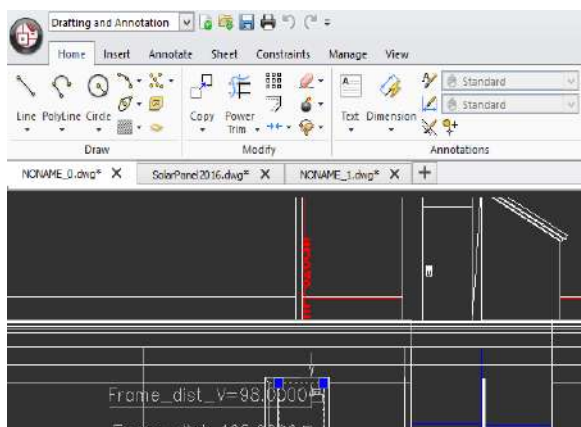 Drafting and Annotation
Home Insert Annotate Sheet Constraints Manage View
Line PolyLine Circle
Copy Power Trim
Text Dimension
Standard
Standard
Draw Modify Annotations
NONAME_0.dwg* X SolarPanel2016.dwg* X NONAME_1.dwg* X +
Frame_dist_V=98.0000